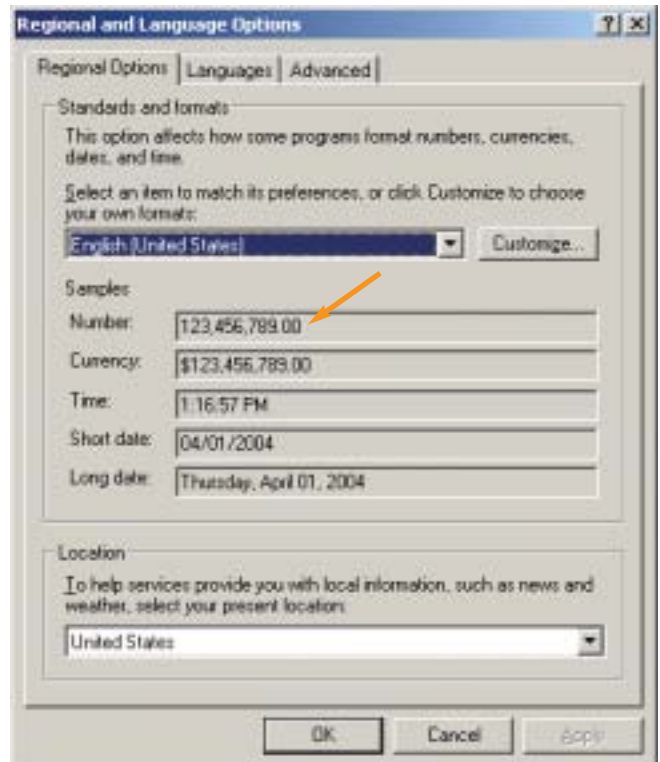 Regional and Language Options
Regional Options Languages Advanced
Standards and formats
This option affects how some programs format numbers, currencies,
dates, and time.
Select an item to match its preferences, or click Customize to choose
your own formats:
English (United States) Customize...
Samples
Number: 123,456,789.00
Currency: $123,456,789.00
Time: 1:16:57 PM
Short date: 04/01/2004
Long date: Thursday, April 01, 2004
Location
To help services provide you with local information, such as news and
weather, select your present location:
United States
OK Cancel Apply